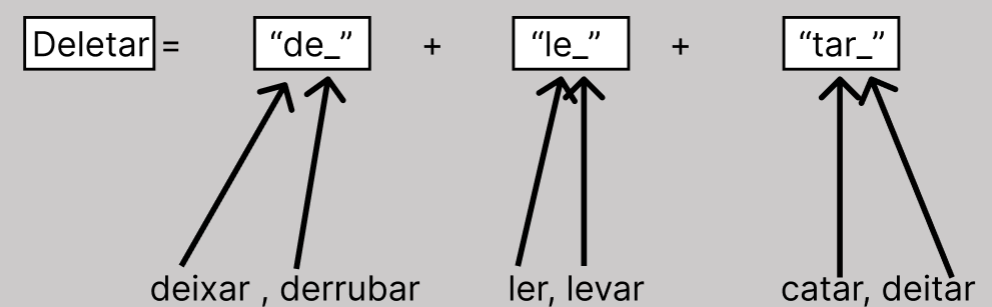 Deletar = “de_” + “le_” + “tar_”
deixar , derrubar ler, levar catar, deitar